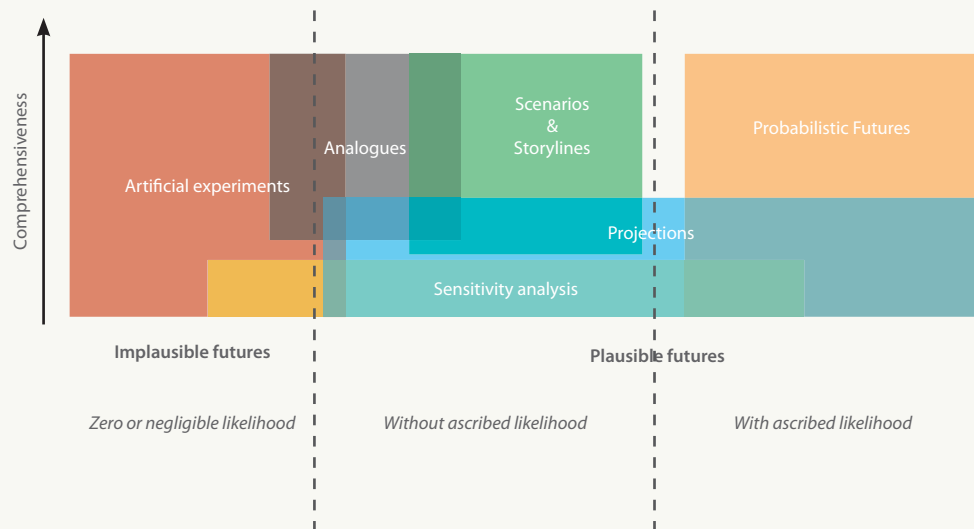 Comprehensiveness
Scenarios
&
Storylines
Probabilistic Futures
Analogues
Artificial experiments
Projections
Sensitivity analysis
Implausible futures
Plausible futures
Zero or negligible likelihood
Without ascribed likelihood
With ascribed likelihood